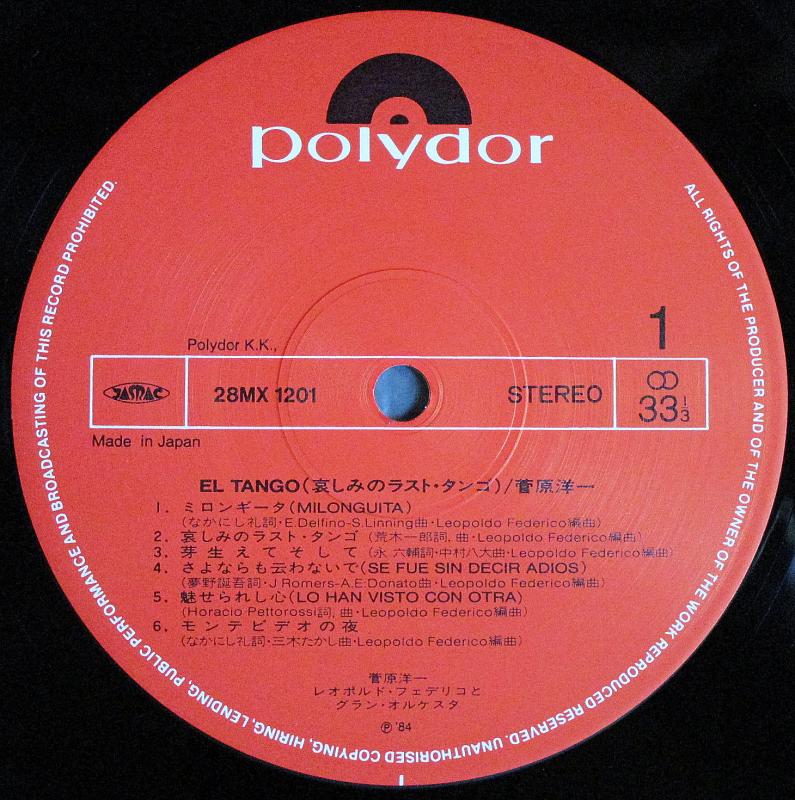 polydor
ALL RIGHTS OF THE PRODUCER AND OF THE OWNER OF THE WORK REPRODUCED RESERVED. UNAUTHORISED COPYING, HIRING, LENDING, PUBLIC PERFORMANCE AND BROADCASTING OF THIS RECORD PROHIBITED.
1
Polydor K.K.,
JASRAC 28MX 1201 STEREO 33 1/3
Made in Japan
EL TANGO(哀しみのラスト・タンゴ)/菅原洋一
1. ミロンギータ(MILONGUITA)
(なかにし礼詞・E.Delfino-S.Linning曲・Leopoldo Federico編曲)
2. 哀しみのラスト・タンゴ (荒木一郎詞, 曲・Leopoldo Federico編曲)
3. 芽生えてそして(永 六輔詞・中村八大曲・Leopoldo Federico編曲)
4. さよならも云わないで(SE FUE SIN DECIR ADIOS)
(夢野誕吾詞・J Romers-A.E.Donato曲・Leopoldo Federico編曲)
5. 魅せられし心(LO HAN VISTO CON OTRA)
(Horacio Pettorossi詞, 曲・Leopoldo Federico編曲)
6. モンテビデオの夜
(なかにし礼詞・三木たかし曲・Leopoldo Federico編曲)
菅原洋一
レオポルド・フェデリコと
グラン・オルケスタ
Ⓟ '84